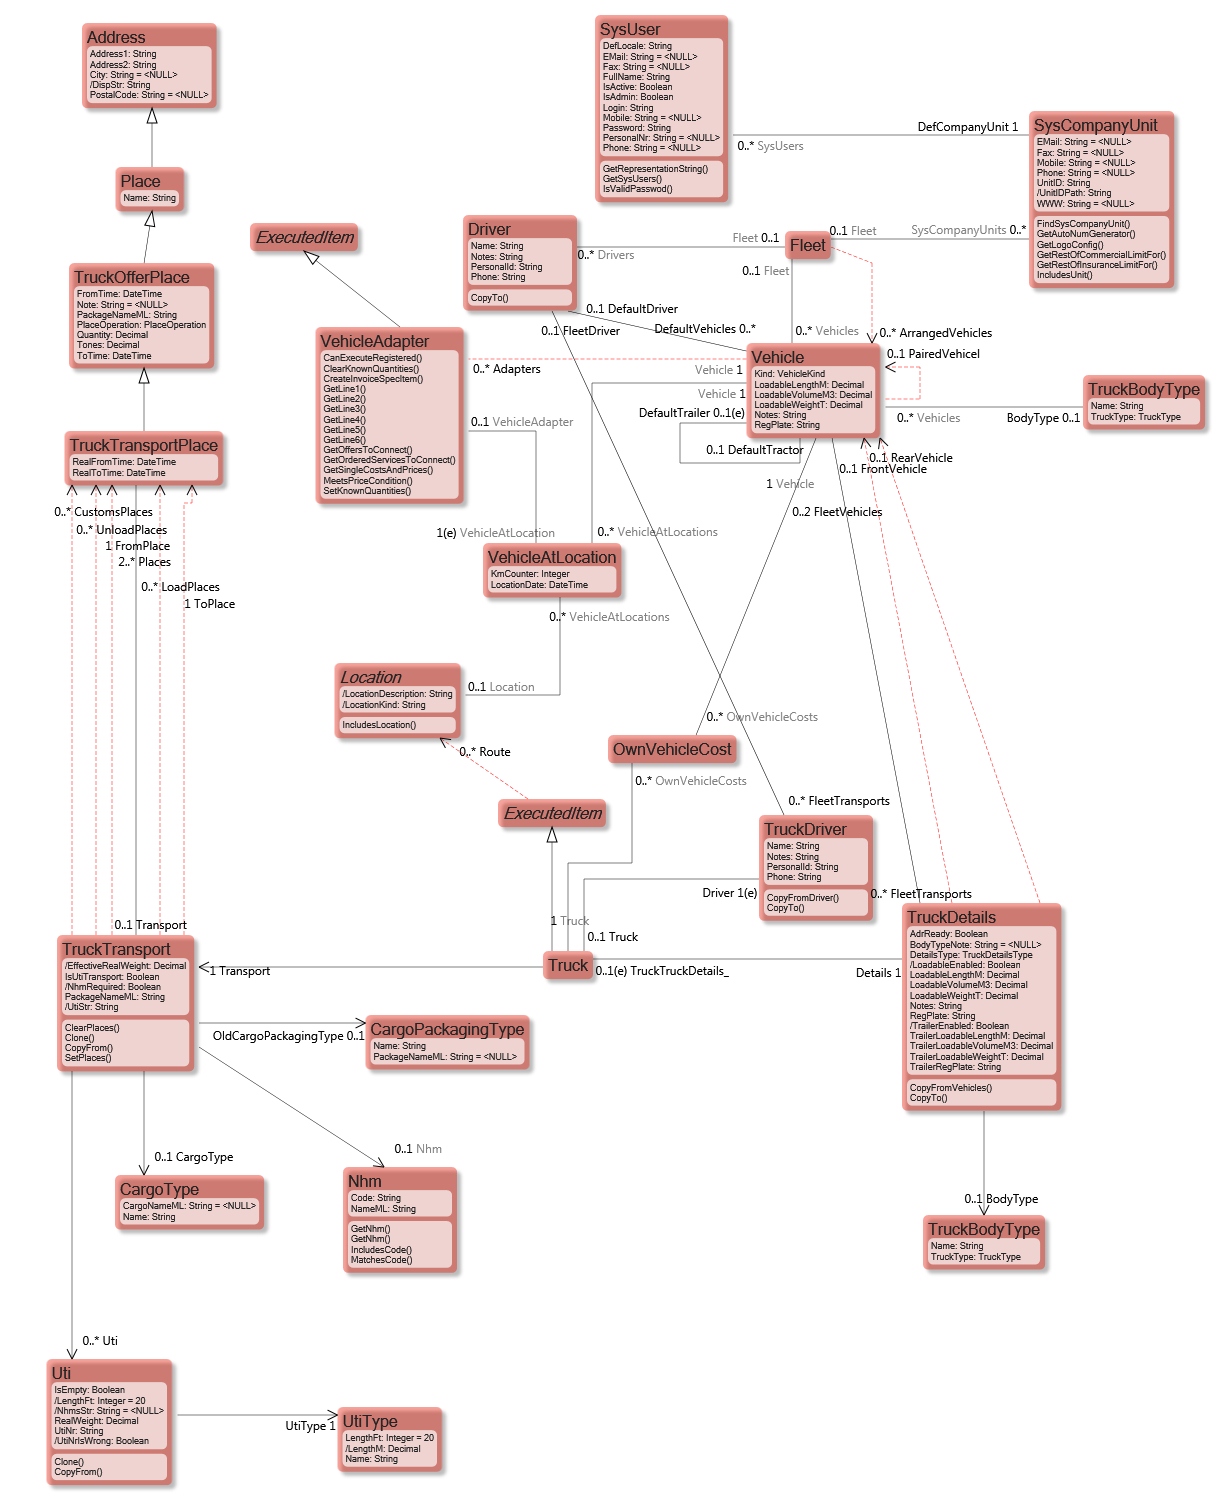 Address
Address1: String
Address2: String
City: String = <NULL>
/DispStr: String
PostalCode: String = <NULL>
SysUser
DefLocale: String
EMail: String = <NULL>
Fax: String = <NULL>
FullName: String
IsActive: Boolean
IsAdmin: Boolean
Login: String
Mobile: String = <NULL>
Password: String
PersonalNr: String = <NULL>
Phone: String = <NULL>
GetRepresentationString()
GetSysUsers()
IsValidPasswod()
DefCompanyUnit 1
0..* SysUsers
SysCompanyUnit
EMail: String = <NULL>
Fax: String = <NULL>
Mobile: String = <NULL>
Phone: String = <NULL>
UnitID: String
/UnitIDPath: String
WWW: String = <NULL>
FindSysCompanyUnit()
GetAutoNumGenerator()
GetLogoConfig()
GetRestOfCommercialLimitFor()
GetRestOfInsuranceLimitFor()
IncludesUnit()
Place
Name: String
ExecutedItem
Driver
Name: String
Notes: String
PersonalId: String
Phone: String
CopyTo()
Fleet 0..1
0..* Drivers
Fleet
0..1 Fleet
SysCompanyUnits 0..*
0..1 Fleet
TruckOfferPlace
FromTime: DateTime
Note: String = <NULL>
PackageNameML: String
PlaceOperation: PlaceOperation
Quantity: Decimal
Tones: Decimal
ToTime: DateTime
0..1 DefaultDriver
0..1 FleetDriver
DefaultVehicles 0..*
0..* Vehicles
0..* ArrangedVehicles
0..1 PairedVehicel
VehicleAdapter
CanExecuteRegistered()
ClearKnownQuantities()
CreateInvoiceSpecItem()
GetLine1()
GetLine2()
GetLine3()
GetLine4()
GetLine5()
GetLine6()
GetOffersToConnect()
GetOrderedServicesToConnect()
GetSingleCostsAndPrices()
MeetsPriceCondition()
SetKnownQuantities()
0..* Adapters
0..1 VehicleAdapter
Vehicle 1
Vehicle 1
DefaultTrailer 0..1(e)
0..1 DefaultTractor
Vehicle
Kind: VehicleKind
LoadableLengthM: Decimal
LoadableVolumeM3: Decimal
LoadableWeightT: Decimal
Notes: String
RegPlate: String
0..* Vehicles
BodyType 0..1
TruckBodyType
Name: String
TruckType: TruckType
TruckTransportPlace
RealFromTime: DateTime
RealToTime: DateTime
0..1 RearVehicle
0..1 FrontVehicle
1 Vehicle
0..2 FleetVehicles
0..* CustomsPlaces
0..* UnloadPlaces
1 FromPlace
2..* Places
0..* LoadPlaces
1 ToPlace
1(e) VehicleAtLocation
0..* VehicleAtLocations
VehicleAtLocation
KmCounter: Integer
LocationDate: DateTime
0..* VehicleAtLocations
Location
/LocationDescription: String
/LocationKind: String
IncludesLocation()
0..1 Location
0..* Route
0..* OwnVehicleCosts
OwnVehicleCost
0..* OwnVehicleCosts
ExecutedItem
0..* FleetTransports
TruckDriver
Name: String
Notes: String
PersonalId: String
Phone: String
CopyFromDriver()
CopyTo()
Driver 1(e)
0..* FleetTransports
1 Truck
0..1 Truck
0..1 Transport
TruckTransport
/EffectiveRealWeight: Decimal
IsUtiTransport: Boolean
/NhmRequired: Boolean
PackageNameML: String
/UtiStr: String
ClearPlaces()
Clone()
CopyFrom()
SetPlaces()
1 Transport
Truck
0..1(e) TruckTruckDetails_
Details 1
TruckDetails
AdrReady: Boolean
BodyTypeNote: String = <NULL>
DetailsType: TruckDetailsType
/LoadableEnabled: Boolean
LoadableLengthM: Decimal
LoadableVolumeM3: Decimal
LoadableWeightT: Decimal
Notes: String
RegPlate: String
/TrailerEnabled: Boolean
TrailerLoadableLengthM: Decimal
TrailerLoadableVolumeM3: Decimal
TrailerLoadableWeightT: Decimal
TrailerRegPlate: String
CopyFromVehicles()
CopyTo()
OldCargoPackagingType 0..1
CargoPackagingType
Name: String
PackageNameML: String = <NULL>
0..1 CargoType
0..1 Nhm
CargoType
CargoNameML: String = <NULL>
Name: String
Nhm
Code: String
NameML: String
GetNhm()
GetNhm()
IncludesCode()
MatchesCode()
0..1 BodyType
TruckBodyType
Name: String
TruckType: TruckType
0..* Uti
Uti
IsEmpty: Boolean
/LengthFt: Integer = 20
/NhmsStr: String = <NULL>
RealWeight: Decimal
UtiNr: String
/UtiNrIsWrong: Boolean
Clone()
CopyFrom()
UtiType 1
UtiType
LengthFt: Integer = 20
/LengthM: Decimal
Name: String